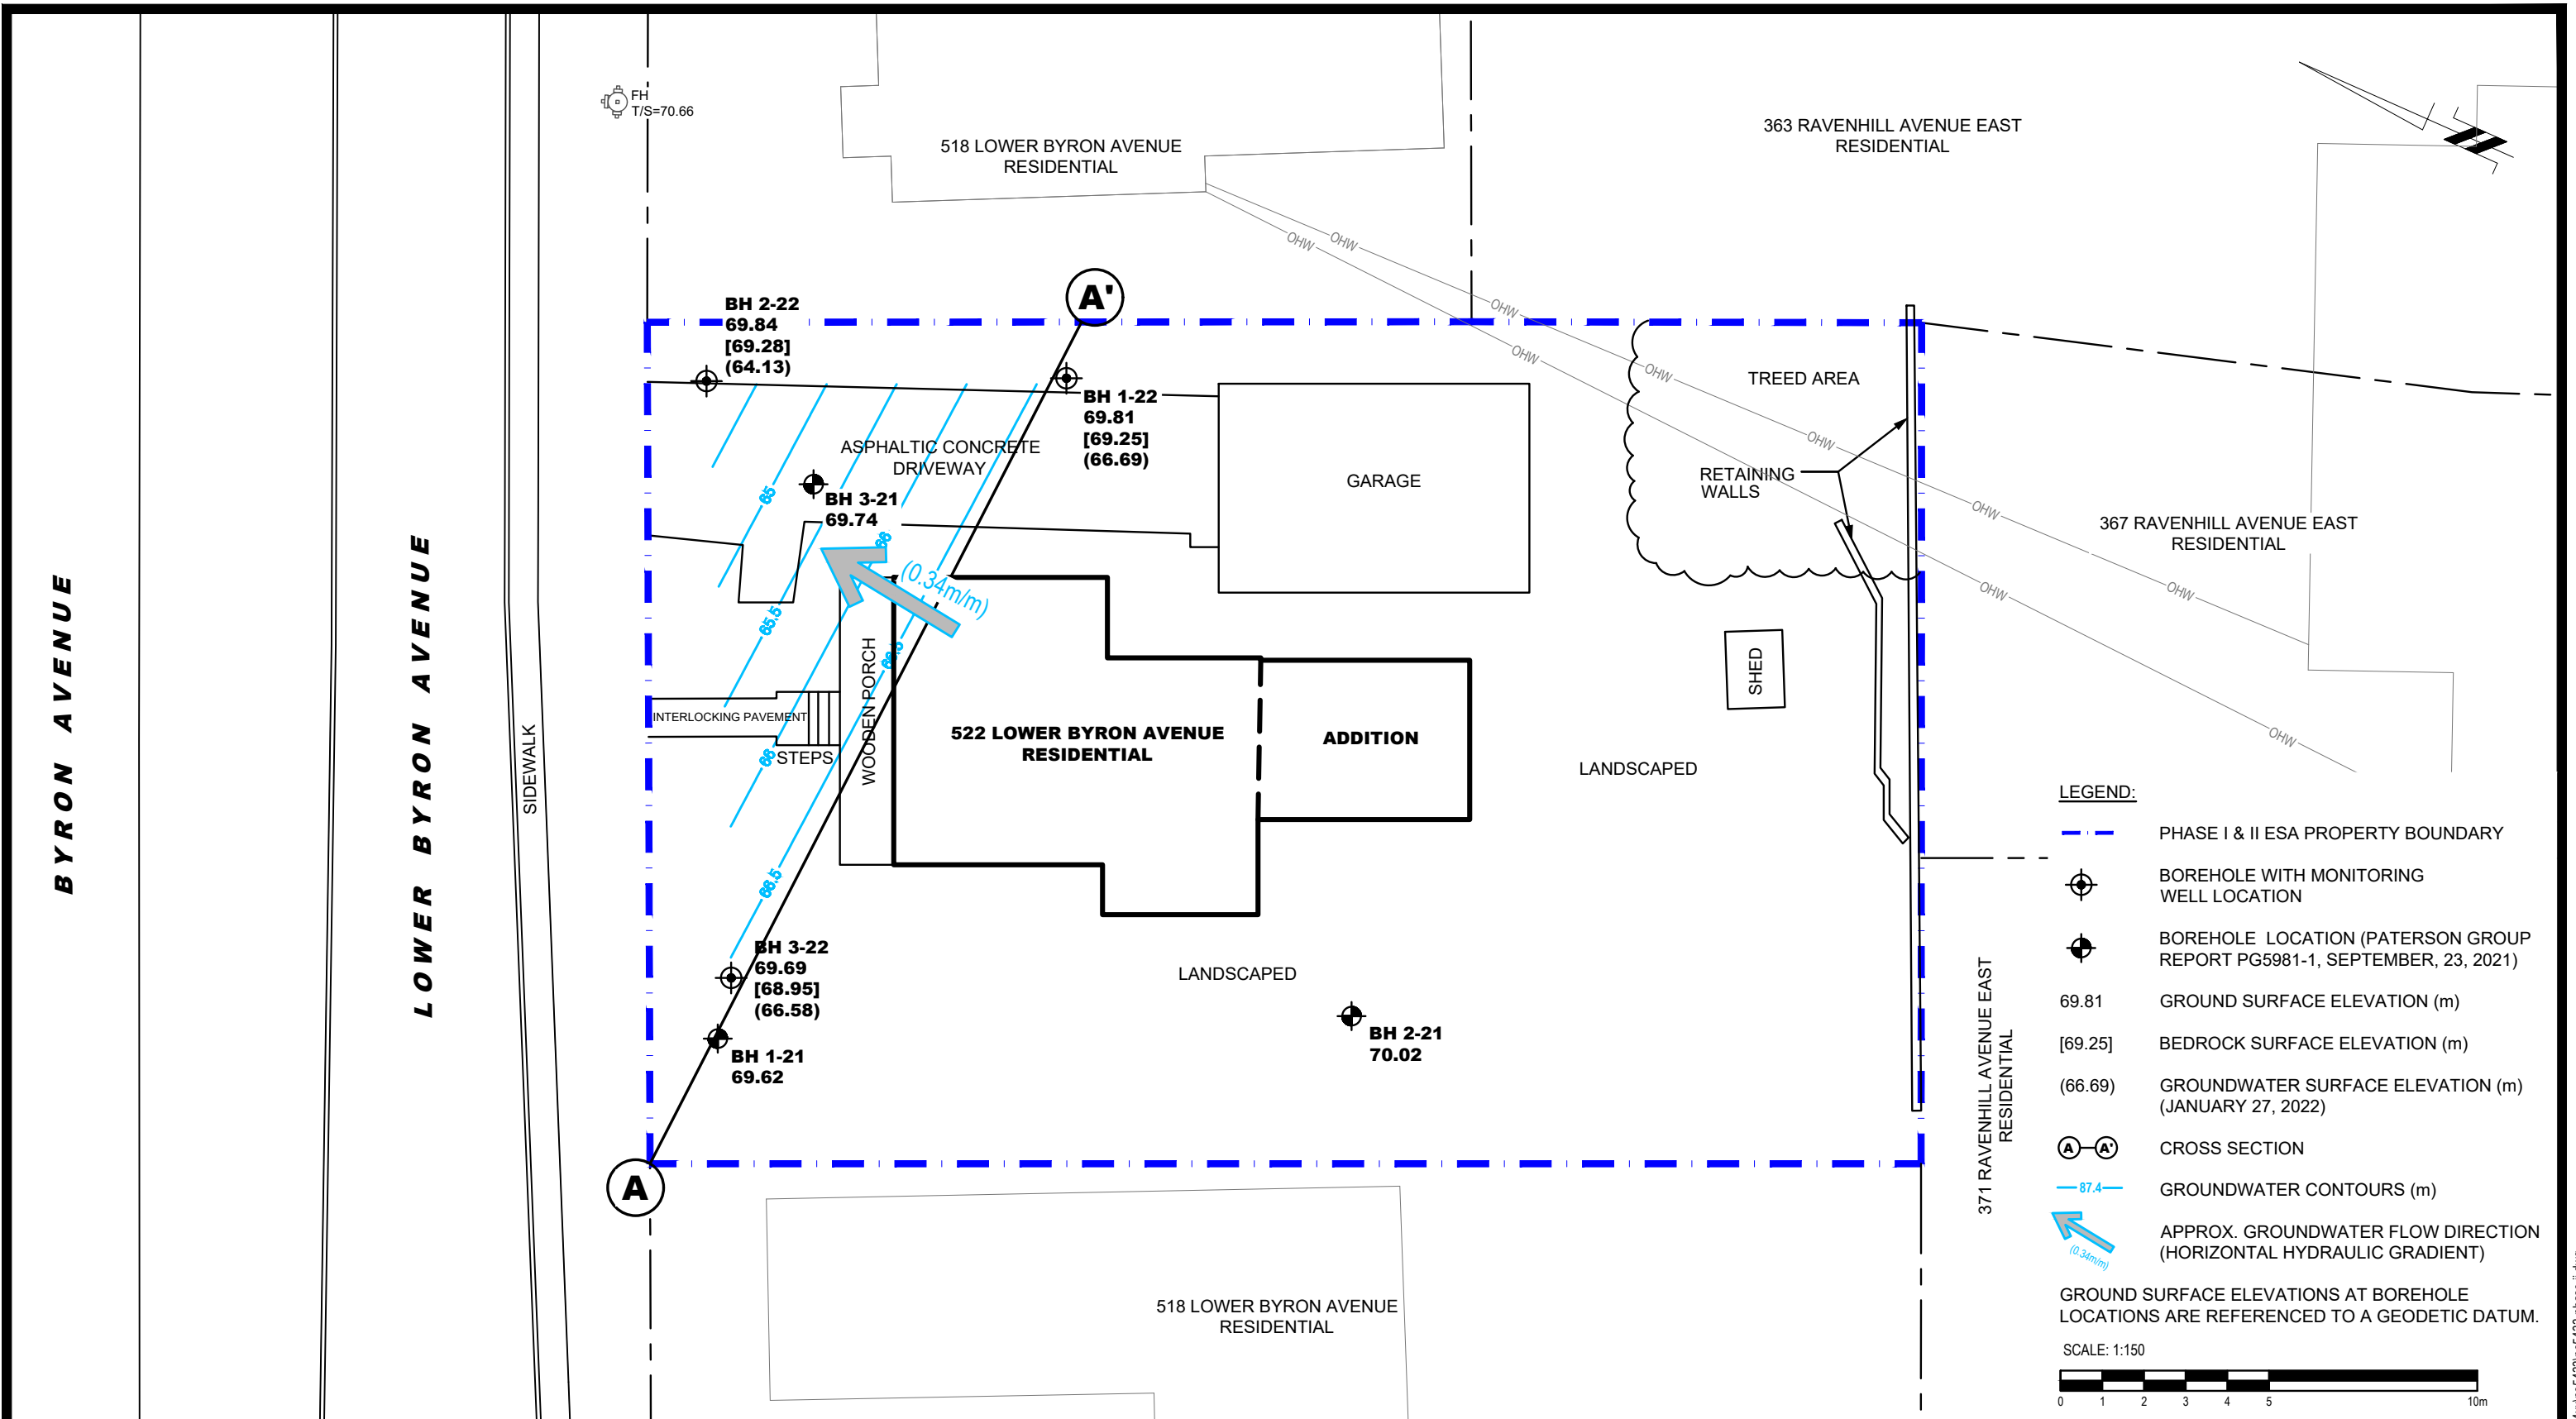 FH
T/S=70.66
518 LOWER BYRON AVENUE
RESIDENTIAL
363 RAVENHILL AVENUE EAST
RESIDENTIAL
OHW
OHW
OHW
OHW
OHW
OHW
OHW
OHW
OHW
OHW
A'
BH 2-22
69.84
[69.28]
(64.13)
BH 1-22
69.81
[69.25]
(66.69)
ASPHALTIC CONCRETE
DRIVEWAY
BH 3-21
69.74
GARAGE
TREED AREA
RETAINING
WALLS
367 RAVENHILL AVENUE EAST
RESIDENTIAL
65
66
(0.34m/m)
65.5
66.5
BYRON AVENUE
LOWER BYRON AVENUE
SIDEWALK
INTERLOCKING PAVEMENT
STEPS
WOODEN PORCH
66
66.5
522 LOWER BYRON AVENUE
RESIDENTIAL
ADDITION
SHED
LANDSCAPED
LANDSCAPED
BH 3-22
69.69
[68.95]
(66.58)
BH 1-21
69.62
BH 2-21
70.02
A
371 RAVENHILL AVENUE EAST
RESIDENTIAL
518 LOWER BYRON AVENUE
RESIDENTIAL
LEGEND:
PHASE I & II ESA PROPERTY BOUNDARY
BOREHOLE WITH MONITORING
WELL LOCATION
BOREHOLE LOCATION (PATERSON GROUP
REPORT PG5981-1, SEPTEMBER, 23, 2021)
69.81 GROUND SURFACE ELEVATION (m)
[69.25] BEDROCK SURFACE ELEVATION (m)
(66.69) GROUNDWATER SURFACE ELEVATION (m)
(JANUARY 27, 2022)
A A' CROSS SECTION
87.4 GROUNDWATER CONTOURS (m)
APPROX. GROUNDWATER FLOW DIRECTION
(0.34m/m) (HORIZONTAL HYDRAULIC GRADIENT)
GROUND SURFACE ELEVATIONS AT BOREHOLE
LOCATIONS ARE REFERENCED TO A GEODETIC DATUM.
SCALE: 1:150
0 1 2 3 4 5 10m